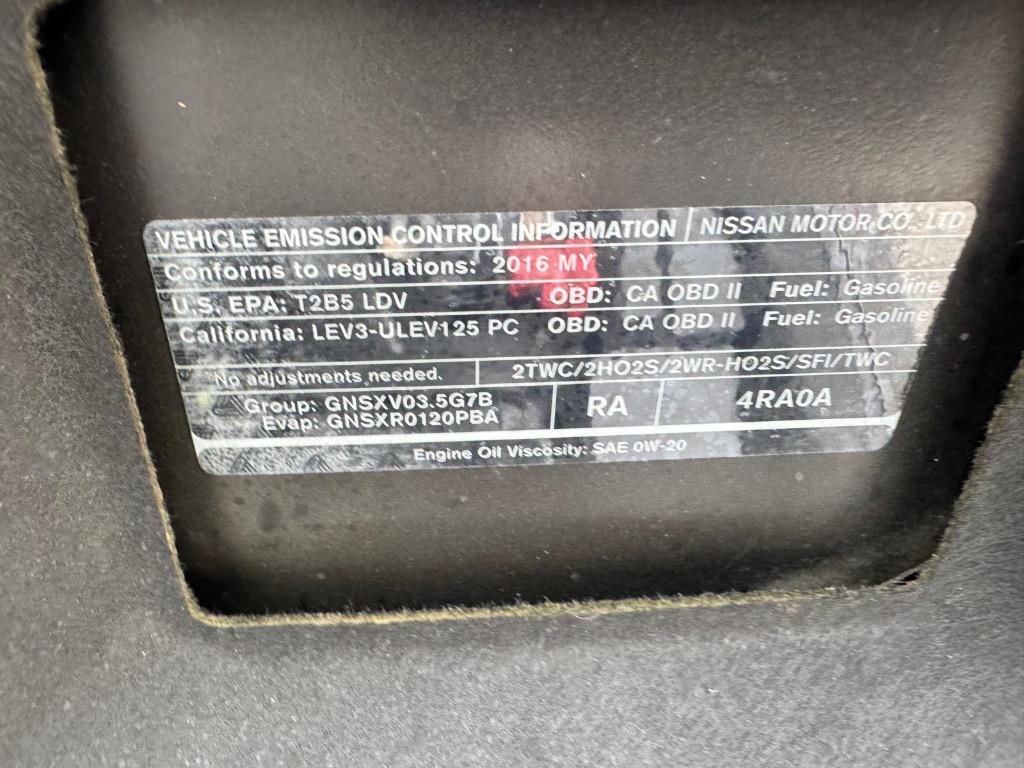 VEHICLE EMISSION CONTROL INFORMATION NISSAN MOTOR CO., LTD
Conforms to regulations: 2016 MY
U.S. EPA: T2B5 LDV OBD: CA OBD II Fuel: Gasoline
California: LEV3-ULEV125 PC OBD: CA OBD II Fuel: Gasoline
No adjustments needed. 2TWC/2HO2S/2WR-HO2S/SFI/TWC
Group: GNSXV03.5G7B
Evap: GNSXR0120PBA RA 4RA0A
Engine Oil Viscosity: SAE 0W-20